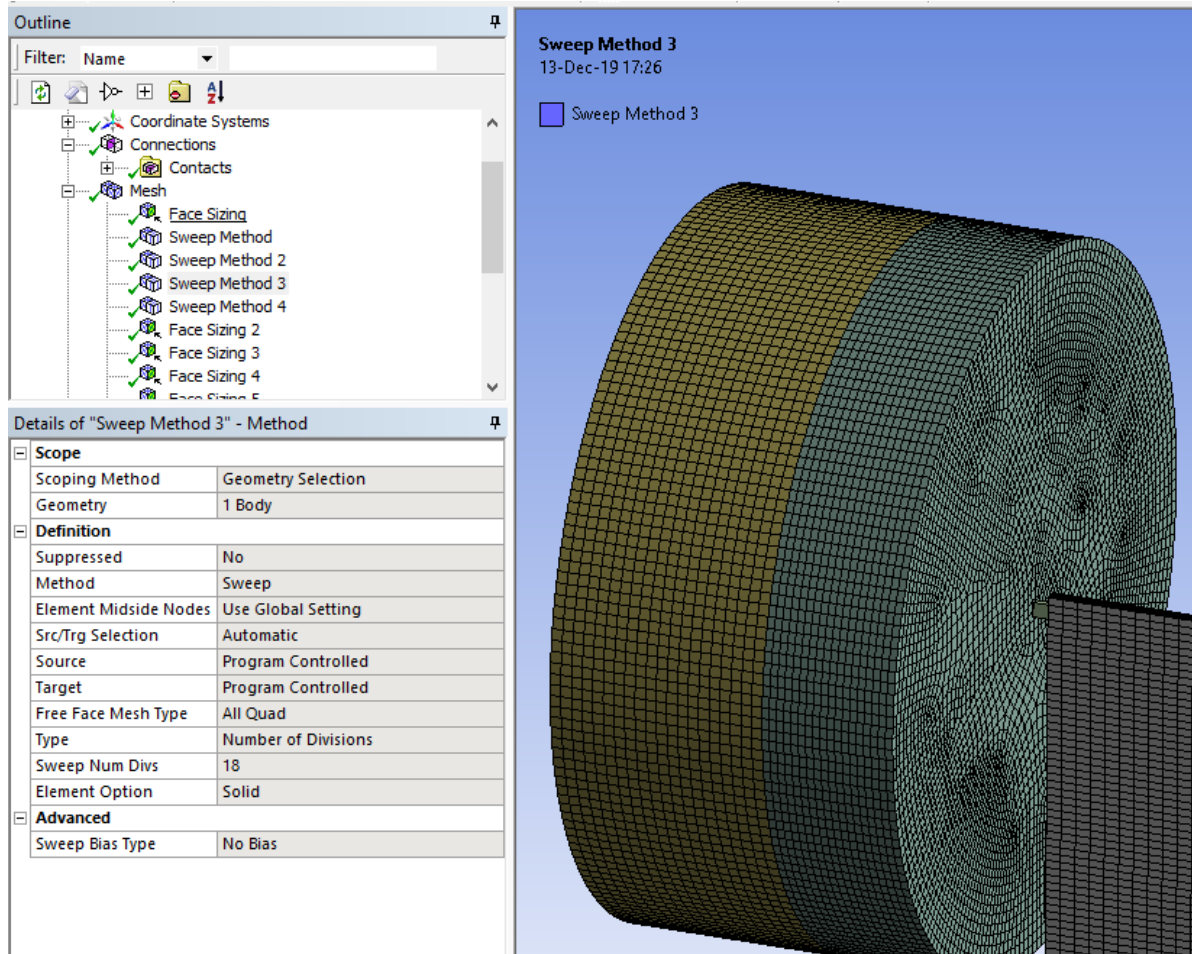 Outline
Filter: Name
Coordinate Systems
Connections
Contacts
Mesh
Face Sizing
Sweep Method
Sweep Method 2
Sweep Method 3
Sweep Method 4
Face Sizing 2
Face Sizing 3
Face Sizing 4
Face Sizing 5
Details of "Sweep Method 3" - Method
Scope
Scoping Method Geometry Selection
Geometry 1 Body
Definition
Suppressed No
Method Sweep
Element Midside Nodes Use Global Setting
Src/Trg Selection Automatic
Source Program Controlled
Target Program Controlled
Free Face Mesh Type All Quad
Type Number of Divisions
Sweep Num Divs 18
Element Option Solid
Advanced
Sweep Bias Type No Bias
Sweep Method 3
13-Dec-19 17:26
Sweep Method 3